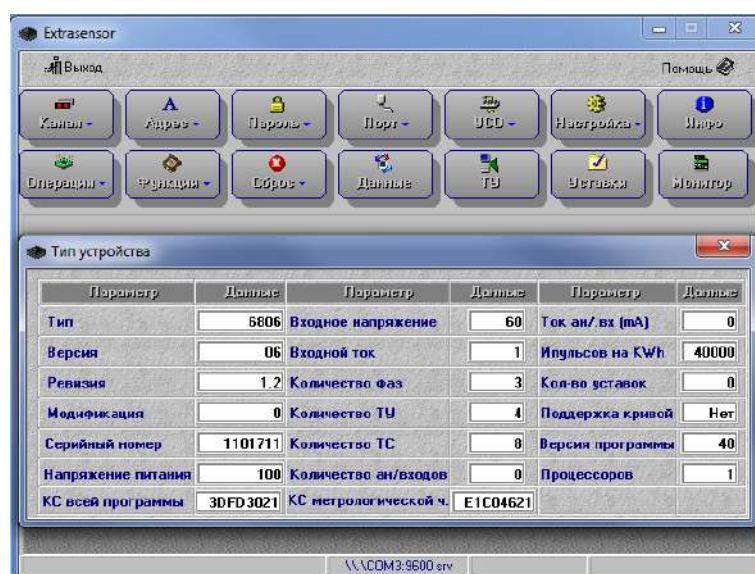 Extrasensor
Выход Помощь
Канал Адрес Пароль Порт УСО Настройка Инфо
Операции Функции Сброс Данные ТУ Уставки Монитор
Тип устройства
Параметр Данные Параметр Данные Параметр Данные
Тип 6806 Входное напряжение 60 Ток ан/.вх (mA) 0
Версия 06 Входной ток 1 Ипульсов на KWh 40000
Ревизия 1.2 Количество фаз 3 Кол-во уставок 0
Модификация 0 Количество ТУ 4 Поддержка кривой Нет
Серийный номер 1101711 Количество ТС 8 Версия программы 40
Напряжение питания 100 Количество ан/входов 0 Процессоров 1
КС всей программы 3DFD3021 КС метрологической ч. E1C04621
\\.\COM3:9600 srv